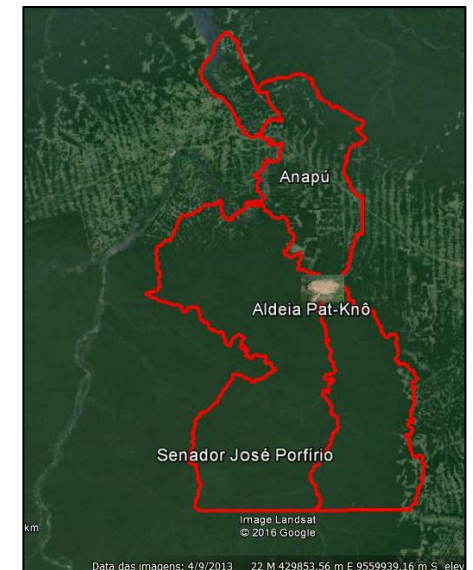 Anapú
Aldeia Pat-Knô
Senador José Porfírio
km
Image Landsat
© 2016 Google
Data das imagens: 4/9/2013 22 M 429853.56 m E 9559939.16 m S elev